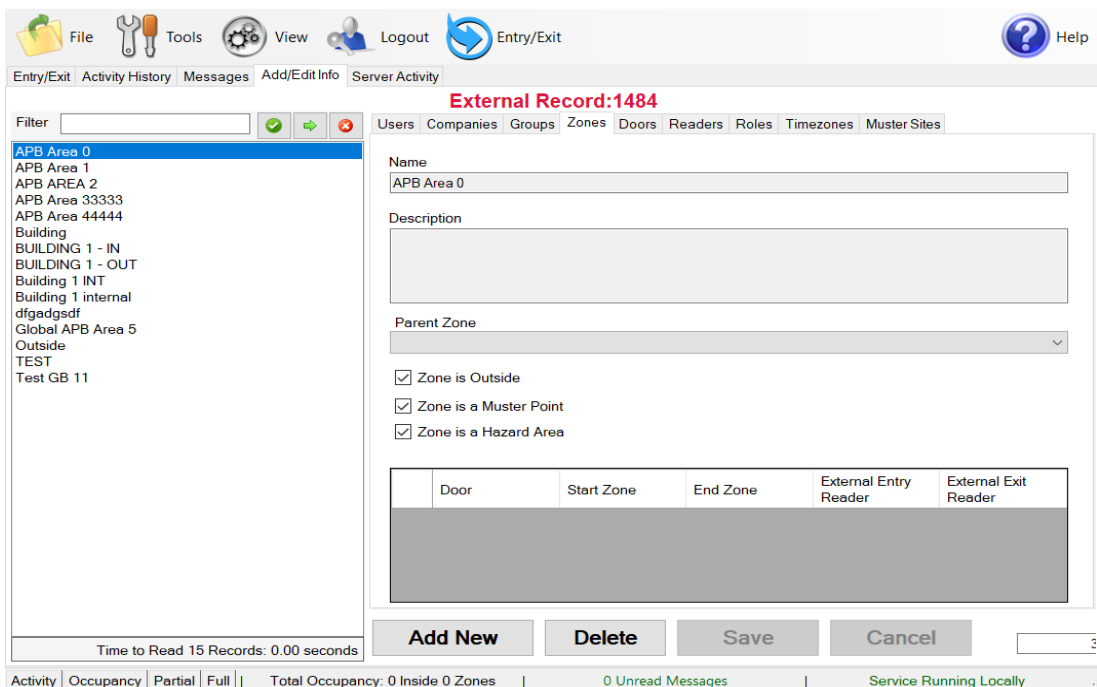 File Tools View Logout Entry/Exit Help
Entry/Exit Activity History Messages Add/Edit Info Server Activity
External Record:1484
Filter
Users Companies Groups Zones Doors Readers Roles Timezones Muster Sites
APB Area 0
APB Area 1
APB AREA 2
APB Area 33333
APB Area 44444
Building
BUILDING 1 - IN
BUILDING 1 - OUT
Building 1 INT
Building 1 internal
dfgadgsdf
Global APB Area 5
Outside
TEST
Test GB 11
Time to Read 15 Records: 0.00 seconds
Name
APB Area 0
Description
Parent Zone
Zone is Outside
Zone is a Muster Point
Zone is a Hazard Area
Door Start Zone End Zone External Entry Reader External Exit Reader
Add New Delete Save Cancel
3
Activity Occupancy Partial Full | Total Occupancy: 0 Inside 0 Zones | 0 Unread Messages | Service Running Locally